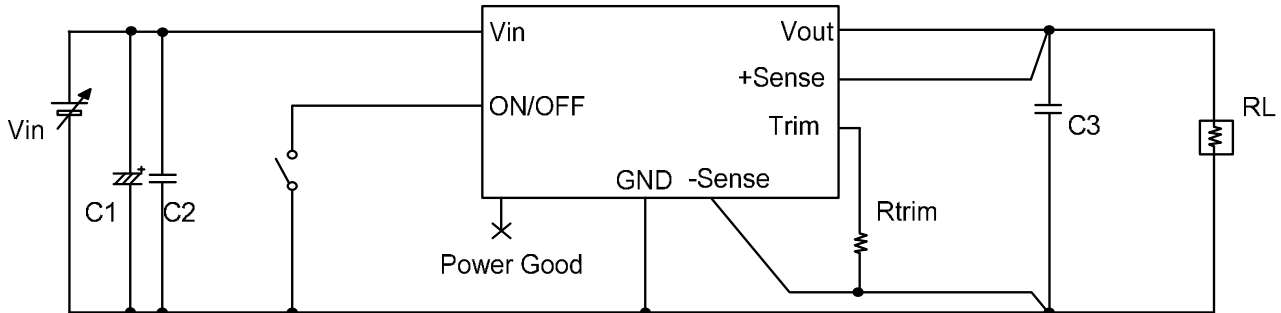 Vin
Vout
+Sense
ON/OFF
Trim
GND
-Sense
Vin
C1
+
C2
C3
RL
Rtrim
Power Good